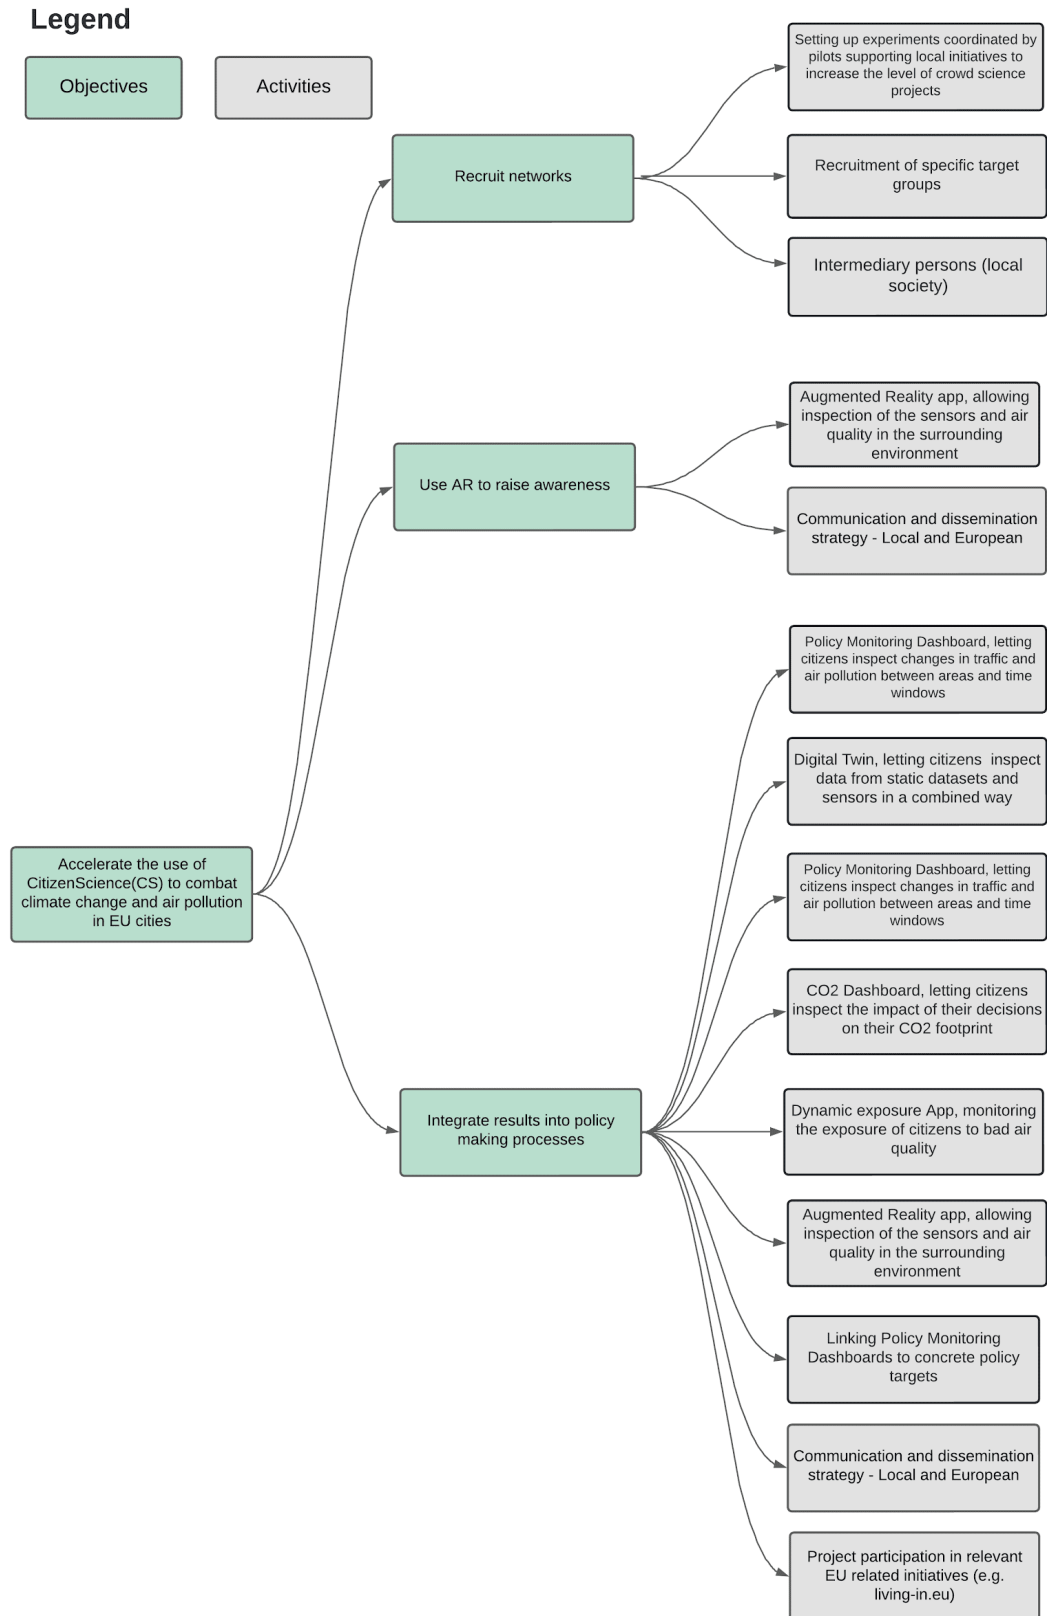 Legend
Objectives
Activities
Setting up experiments coordinated by
pilots supporting local initiatives to
increase the level of crowd science
projects
Recruit networks
Recruitment of specific target
groups
Intermediary persons (local
society)
Augmented Reality app, allowing
inspection of the sensors and air
quality in the surrounding
environment
Use AR to raise awareness
Communication and dissemination
strategy - Local and European
Policy Monitoring Dashboard, letting
citizens inspect changes in traffic and
air pollution between areas and time
windows
Digital Twin, letting citizens  inspect
data from static datasets and
sensors in a combined way
Accelerate the use of
CitizenScience(CS) to combat
climate change and air pollution
in EU cities
Policy Monitoring Dashboard, letting
citizens inspect changes in traffic and
air pollution between areas and time
windows
CO2 Dashboard, letting citizens
inspect the impact of their decisions
on their CO2 footprint
Integrate results into policy
making processes
Dynamic exposure App, monitoring
the exposure of citizens to bad air
quality
Augmented Reality app, allowing
inspection of the sensors and air
quality in the surrounding
environment
Linking Policy Monitoring
Dashboards to concrete policy
targets
Communication and dissemination
strategy - Local and European
Project participation in relevant
EU related initiatives (e.g.
living-in.eu)